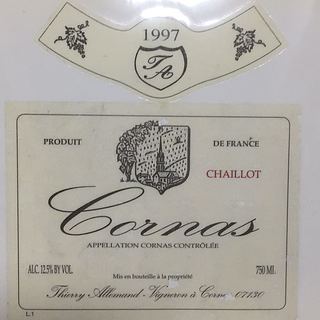 1997
TA
PRODUIT DE FRANCE
CHAILLOT
Cornas
APPELLATION CORNAS CONTRÔLÉE
ALC. 12.5% BY VOL. Mis en bouteille à la propriété 750 ML
Thierry Allemand - Vigneron à Cornas 07130
L.1